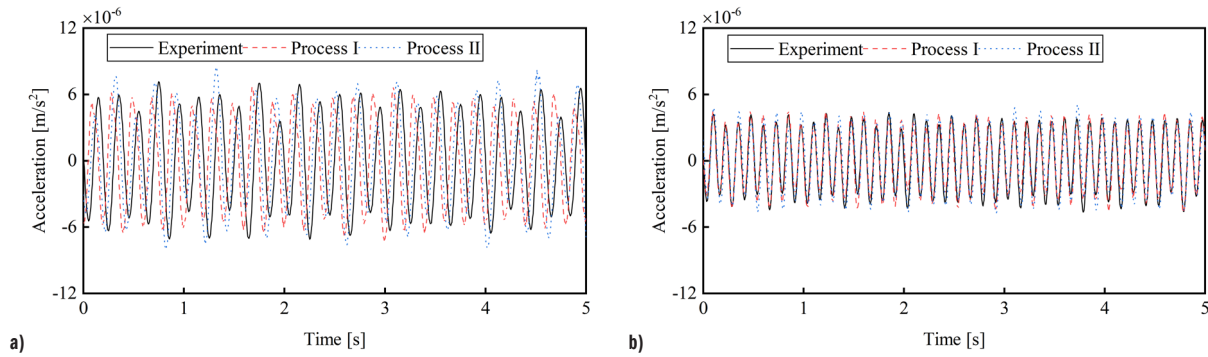 ×10⁻⁶
12
Experiment Process I Process II
6
0
-6
-12
Acceleration [m/s²]
0 1 2 3 4 5
Time [s]
a)
×10⁻⁶
12
Experiment Process I Process II
6
0
-6
-12
Acceleration [m/s²]
0 1 2 3 4 5
Time [s]
b)